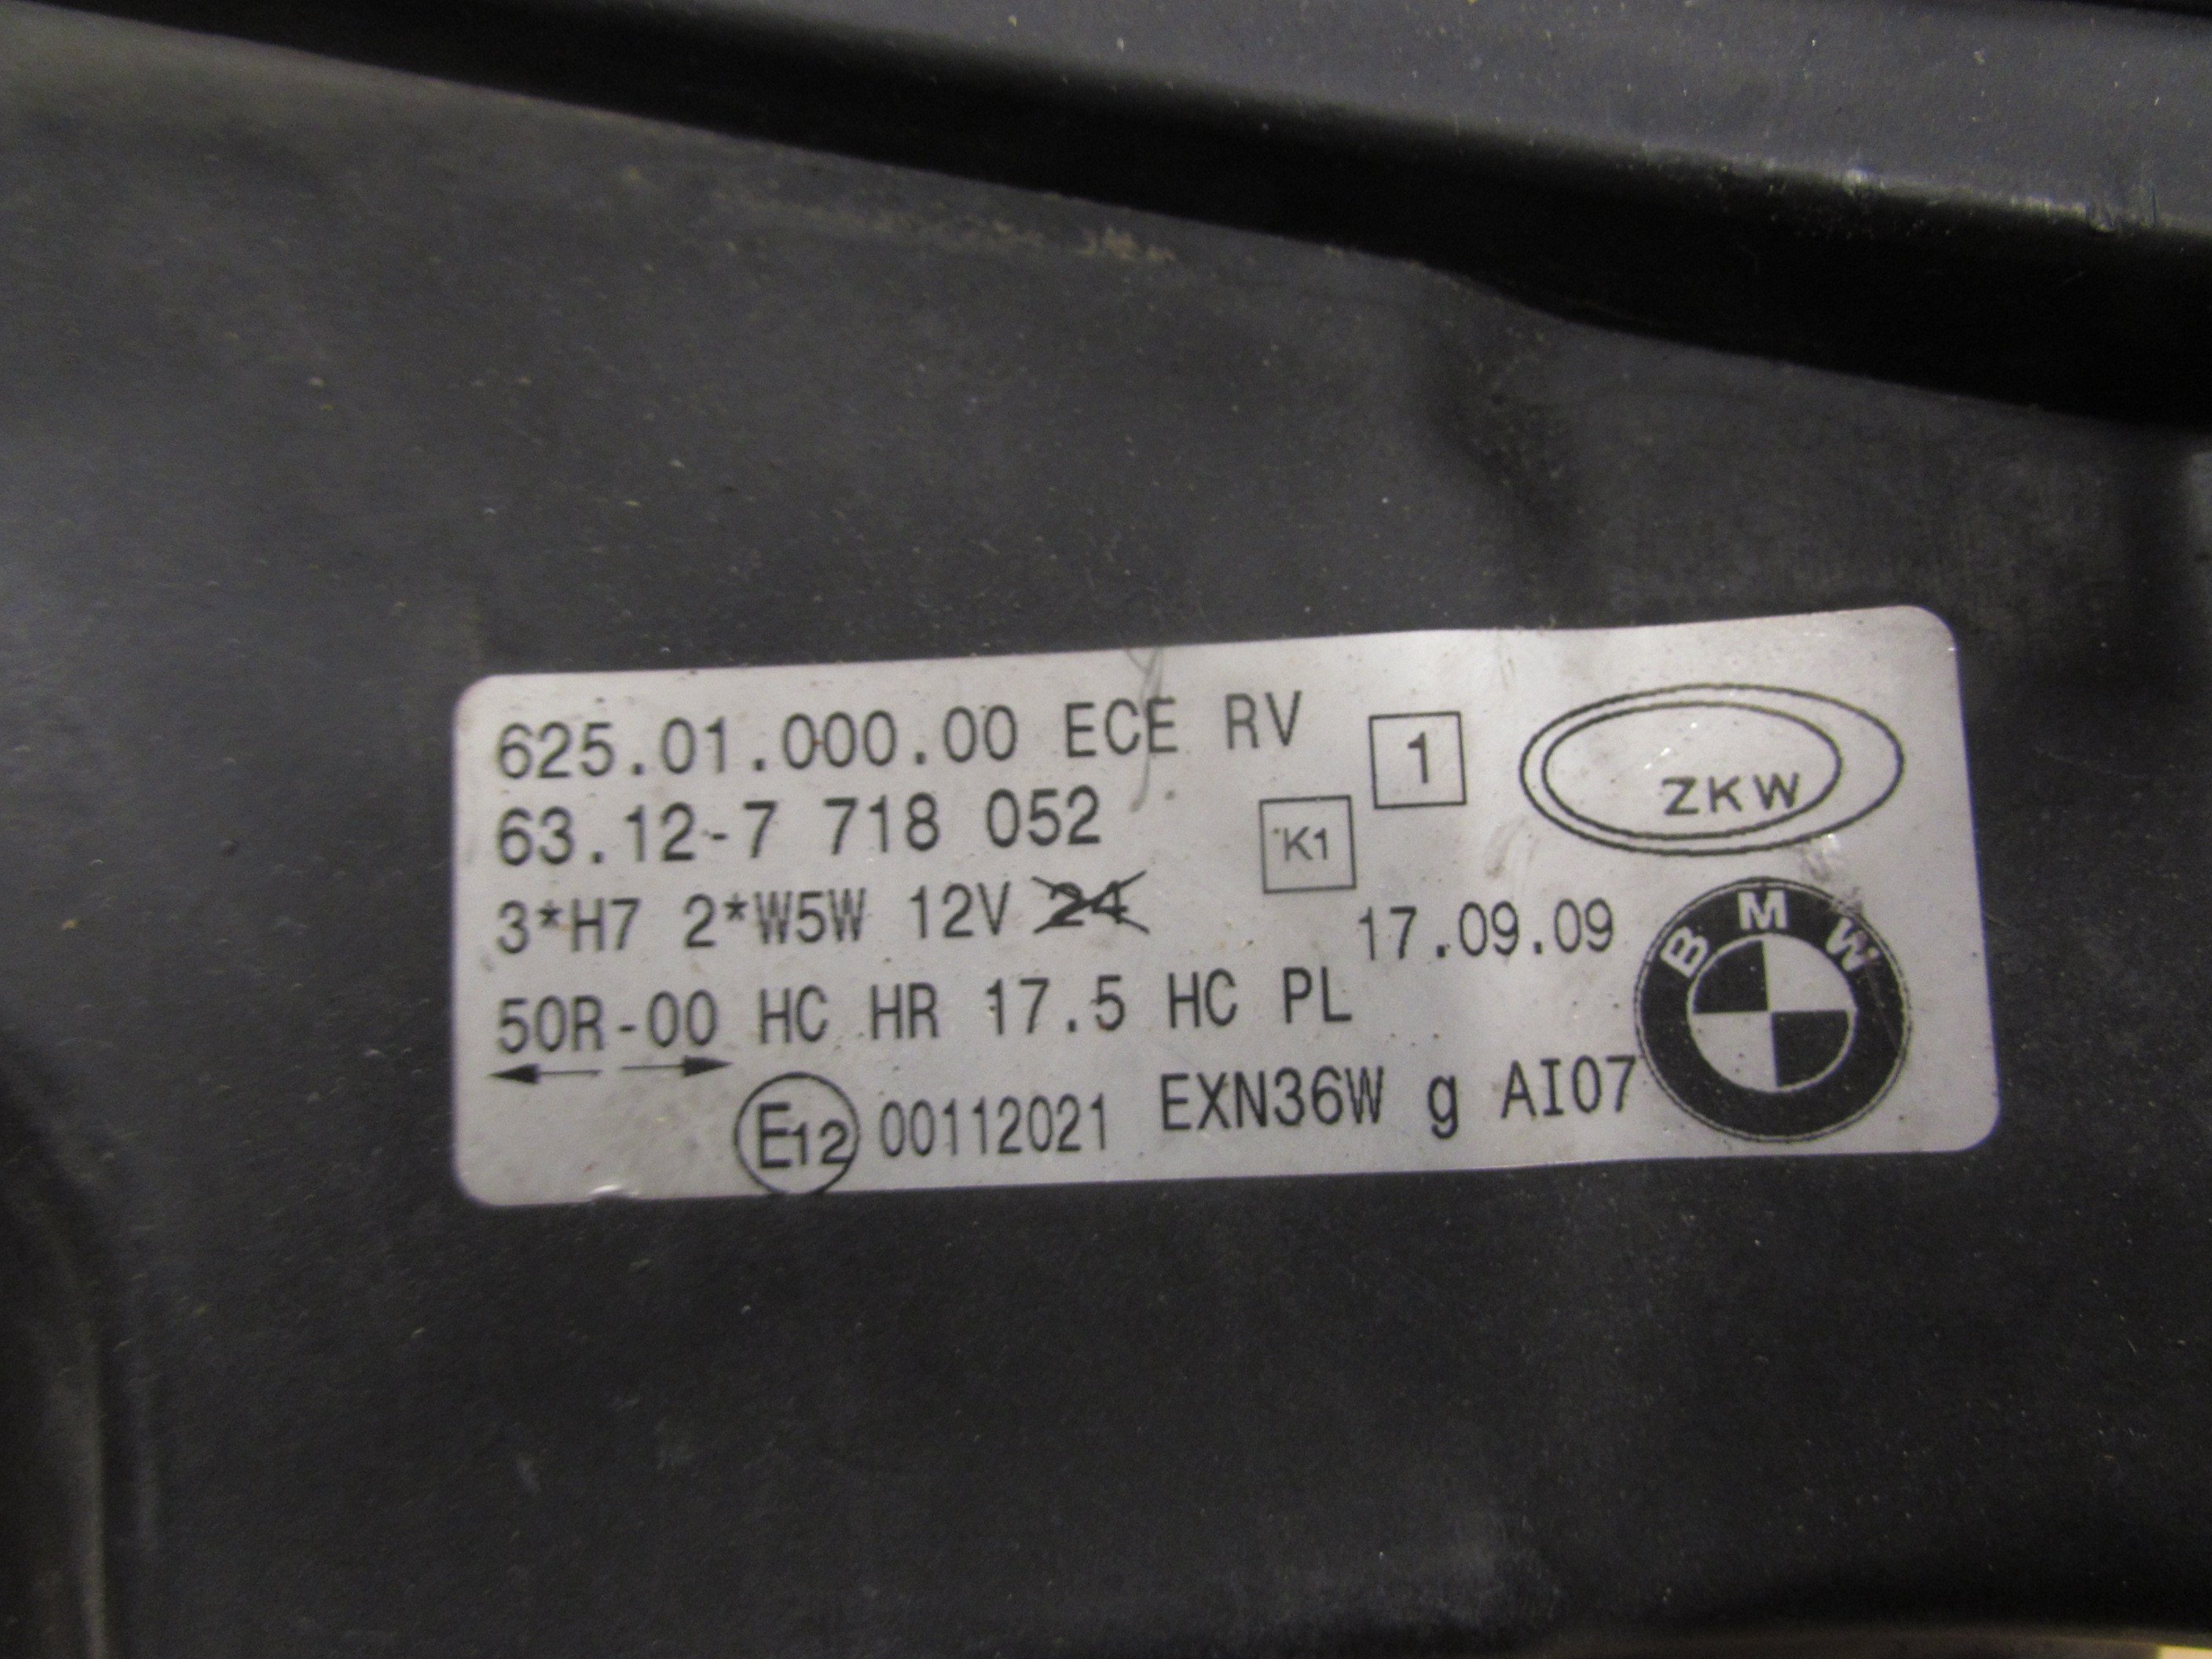 625.01.000.00 ECE RV 1 ZKW
63.12-7 718 052 K1
3*H7 2*W5W 12V 24 17.09.09 BMW
50R-00 HC HR 17.5 HC PL
E12 00112021 EXN36W g AI07